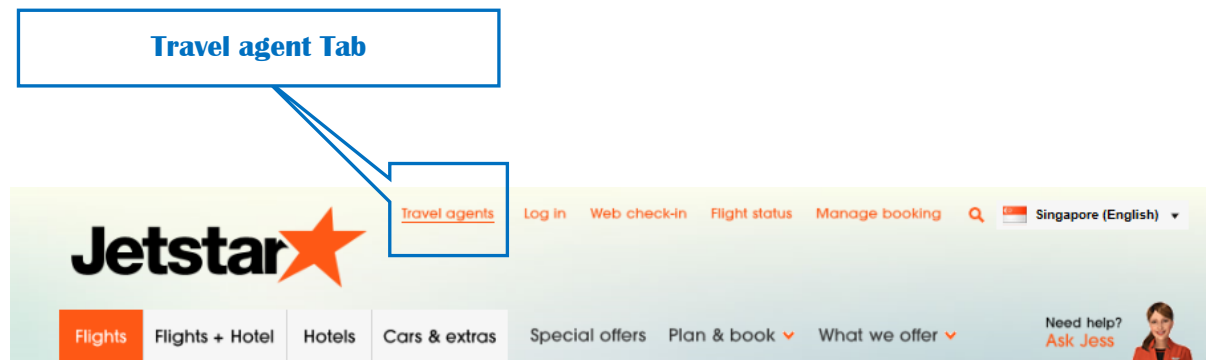 Travel agent Tab
Travel agents Log in Web check-in Flight status Manage booking Singapore (English)
Jetstar
Flights Flights + Hotel Hotels Cars & extras Special offers Plan & book What we offer
Need help?
Ask Jess